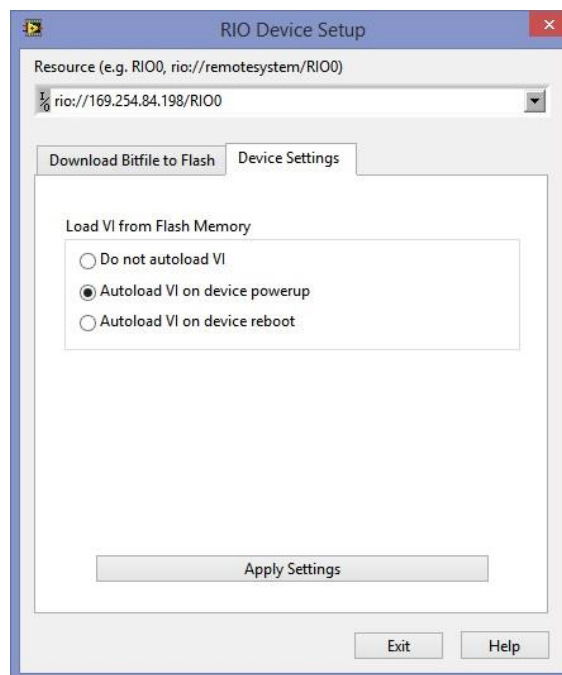 RIO Device Setup
Resource (e.g. RIO0, rio://remotesystem/RIO0)
I/0 rio://169.254.84.198/RIO0
Download Bitfile to Flash Device Settings
Load VI from Flash Memory
Do not autoload VI
Autoload VI on device powerup
Autoload VI on device reboot
Apply Settings
Exit Help